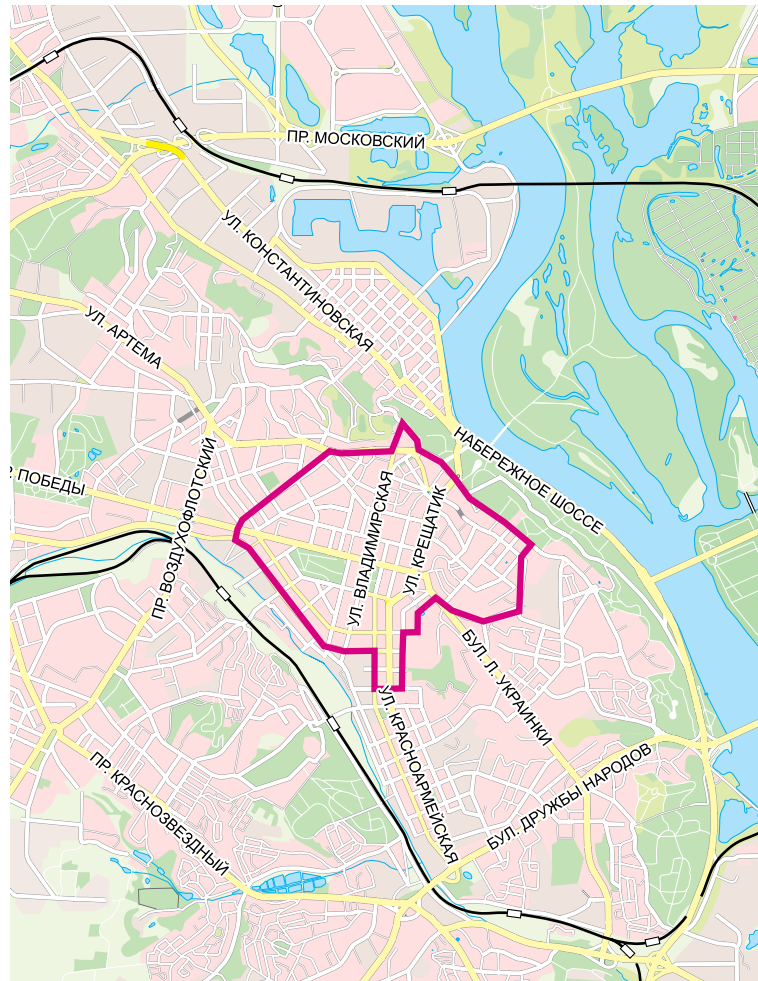 ПР. МОСКОВСКИЙ
УЛ. КОНСТАНТИНОВСКАЯ
УЛ. АРТЕМА
НАБЕРЕЖНОЕ ШОССЕ
Р. ПОБЕДЫ
ПР. ВОЗДУХОФЛОТСКИЙ
УЛ. ВЛАДИМИРСКАЯ
УЛ. КРЕЩАТИК
БУЛ. Л. УКРАИНКИ
УЛ. КРАСНОАРМЕЙСКАЯ
ПР. КРАСНОЗВЕЗДНЫЙ
БУЛ. ДРУЖБЫ НАРОДОВ